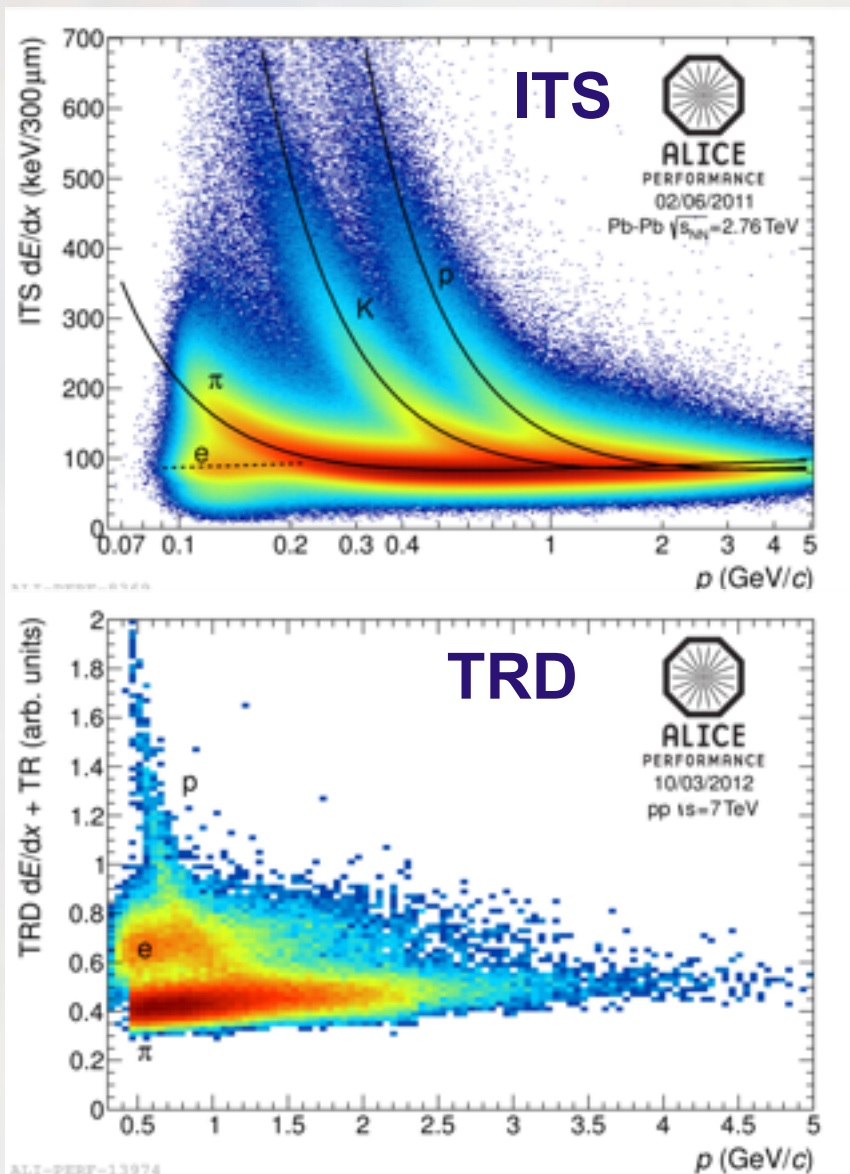 ITS
ITS dE/dx (keV/300 µm)
700
600
500
400
300
200
100
0
ALICE
PERFORMANCE
02/06/2011
Pb-Pb √sNN=2.76 TeV
p
K
π
e
0.07 0.1 0.2 0.3 0.4 1 2 3 4 5
p (GeV/c)
TRD
TRD dE/dx + TR (arb. units)
2
1.8
1.6
1.4
1.2
1
0.8
0.6
0.4
0.2
0
ALICE
PERFORMANCE
10/03/2012
pp √s=7 TeV
p
e
π
0.5 1 1.5 2 2.5 3 3.5 4 4.5 5
p (GeV/c)
ALI-PERF-13974